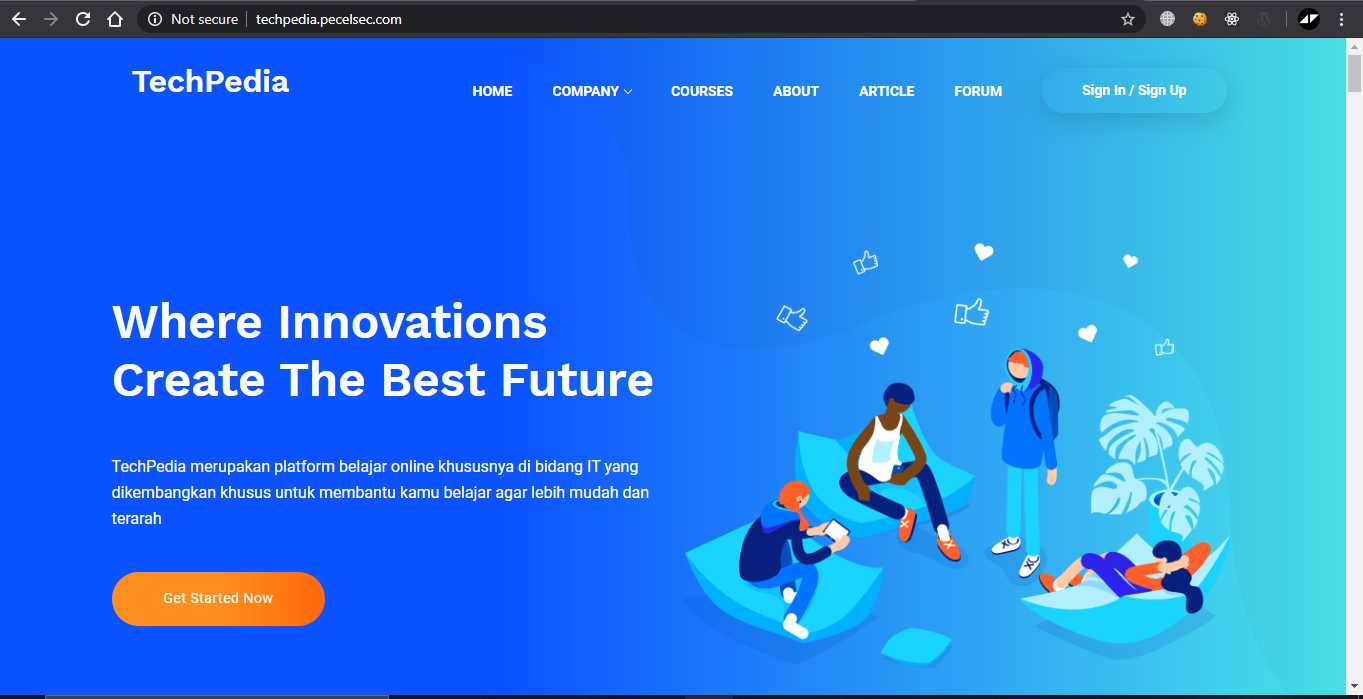 Not secure techpedia.pecelsec.com
TechPedia
HOME COMPANY COURSES ABOUT ARTICLE FORUM Sign In / Sign Up
Where Innovations
Create The Best Future
TechPedia merupakan platform belajar online khususnya di bidang IT yang
dikembangkan khusus untuk membantu kamu belajar agar lebih mudah dan
terarah
Get Started Now